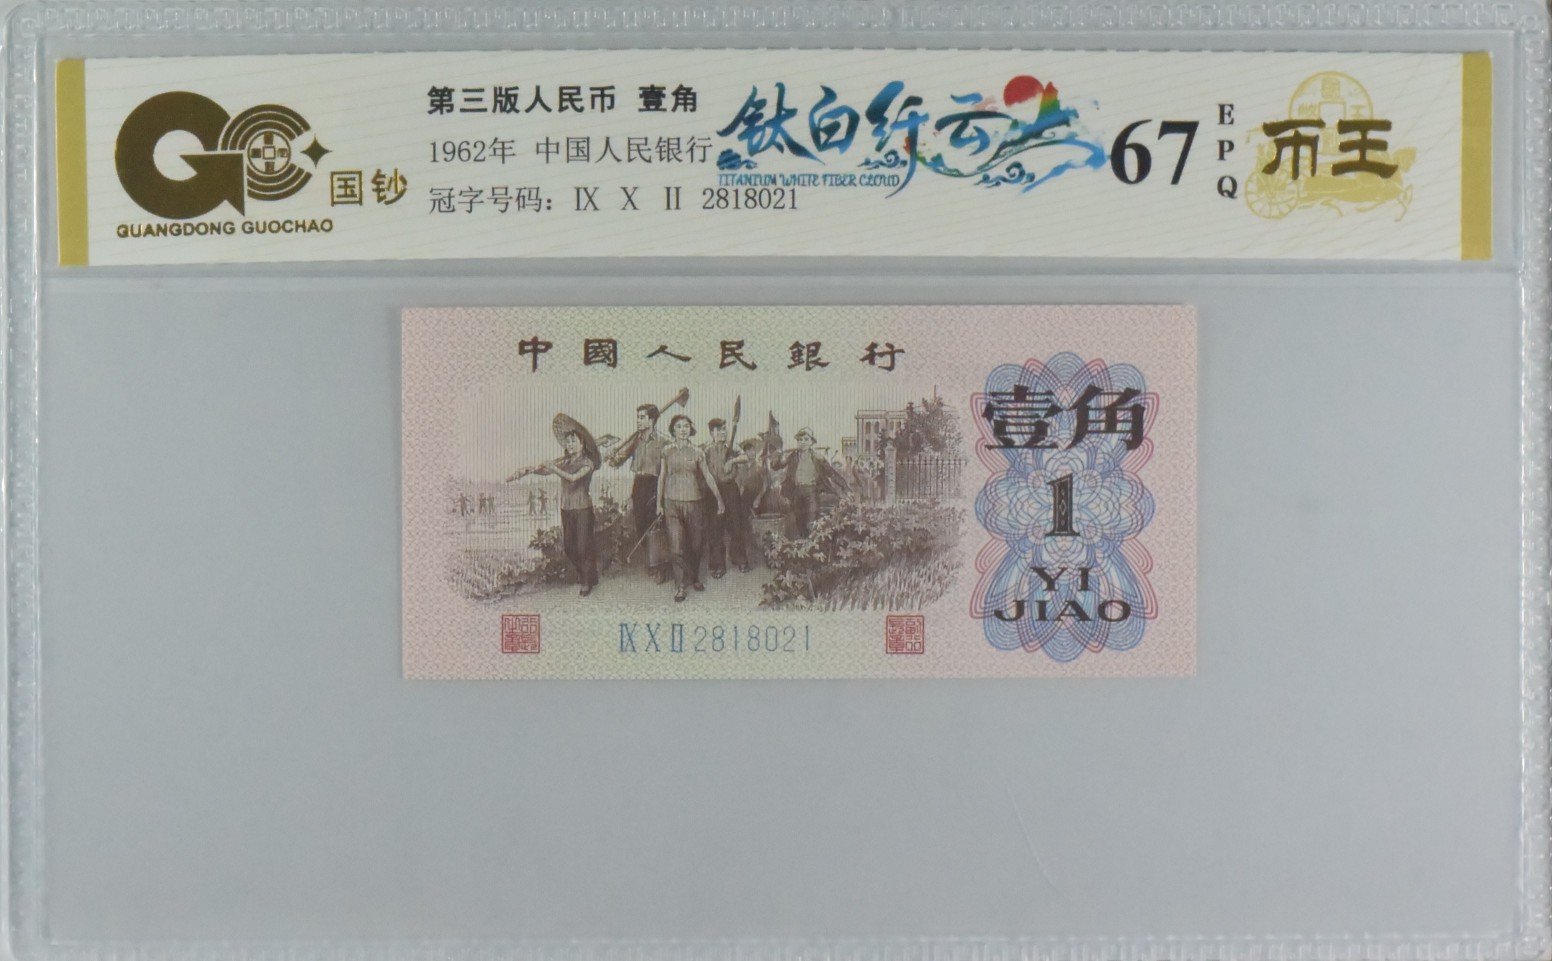 第三版人民币 壹角
1962年 中国人民银行
冠字号码：Ⅸ Ⅹ Ⅱ 2818021
国钞
GUANGDONG GUOCHAO
钛白纤云
TITANIUM WHITE FIBER CLOUD
67
EPQ
币王
中國人民銀行
壹角
1
YI
JIAO
ⅨⅩⅡ2818021